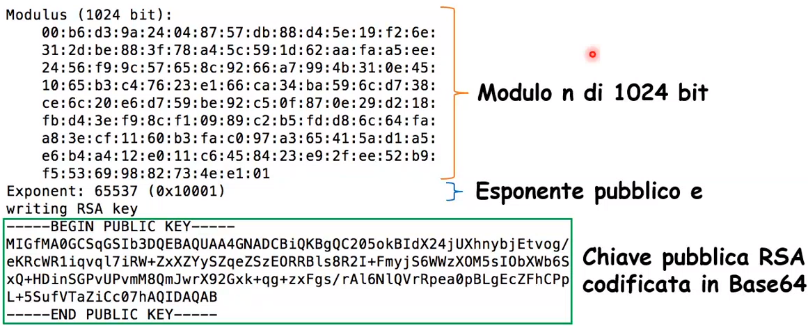 Modulus (1024 bit):
00:b6:d3:9a:24:04:87:57:db:88:d4:5e:19:f2:6e:
31:2d:be:88:3f:78:a4:5c:59:1d:62:aa:fa:a5:ee:
24:56:f9:9c:57:65:8c:92:66:a7:99:4b:31:0e:45:
10:65:b3:c4:76:23:e1:66:ca:34:ba:59:6c:d7:38:
ce:6c:20:e6:d7:59:be:92:c5:0f:87:0e:29:d2:18:
fb:d4:3e:f9:8c:f1:09:89:c2:b5:fd:d8:6c:64:fa:
a8:3e:cf:11:60:b3:fa:c0:97:a3:65:41:5a:d1:a5:
e6:b4:a4:12:e0:11:c6:45:84:23:e9:2f:ee:52:b9:
f5:53:69:98:82:73:4e:e1:01
Modulo n di 1024 bit
Exponent: 65537 (0x10001)
Esponente pubblico e
writing RSA key
-----BEGIN PUBLIC KEY-----
MIGfMA0GCSqGSIb3DQEBAQUAA4GNADCBiQKBgQC205okBIdX24jUXhnybjEtvog/
eKRcWR1iqvql7iRW+ZxXZYySZqeZSzEORRBls8R2I+FmyjS6WWzXOM5sIObXWb6S
xQ+HDinSGPvUPvmM8QmJwrX92Gxk+qg+zxFgs/rAl6NlQVrRpea0pBLgEcZFhCPp
L+5SufVTaZiCc07hAQIDAQAB
-----END PUBLIC KEY-----
Chiave pubblica RSA
codificata in Base64